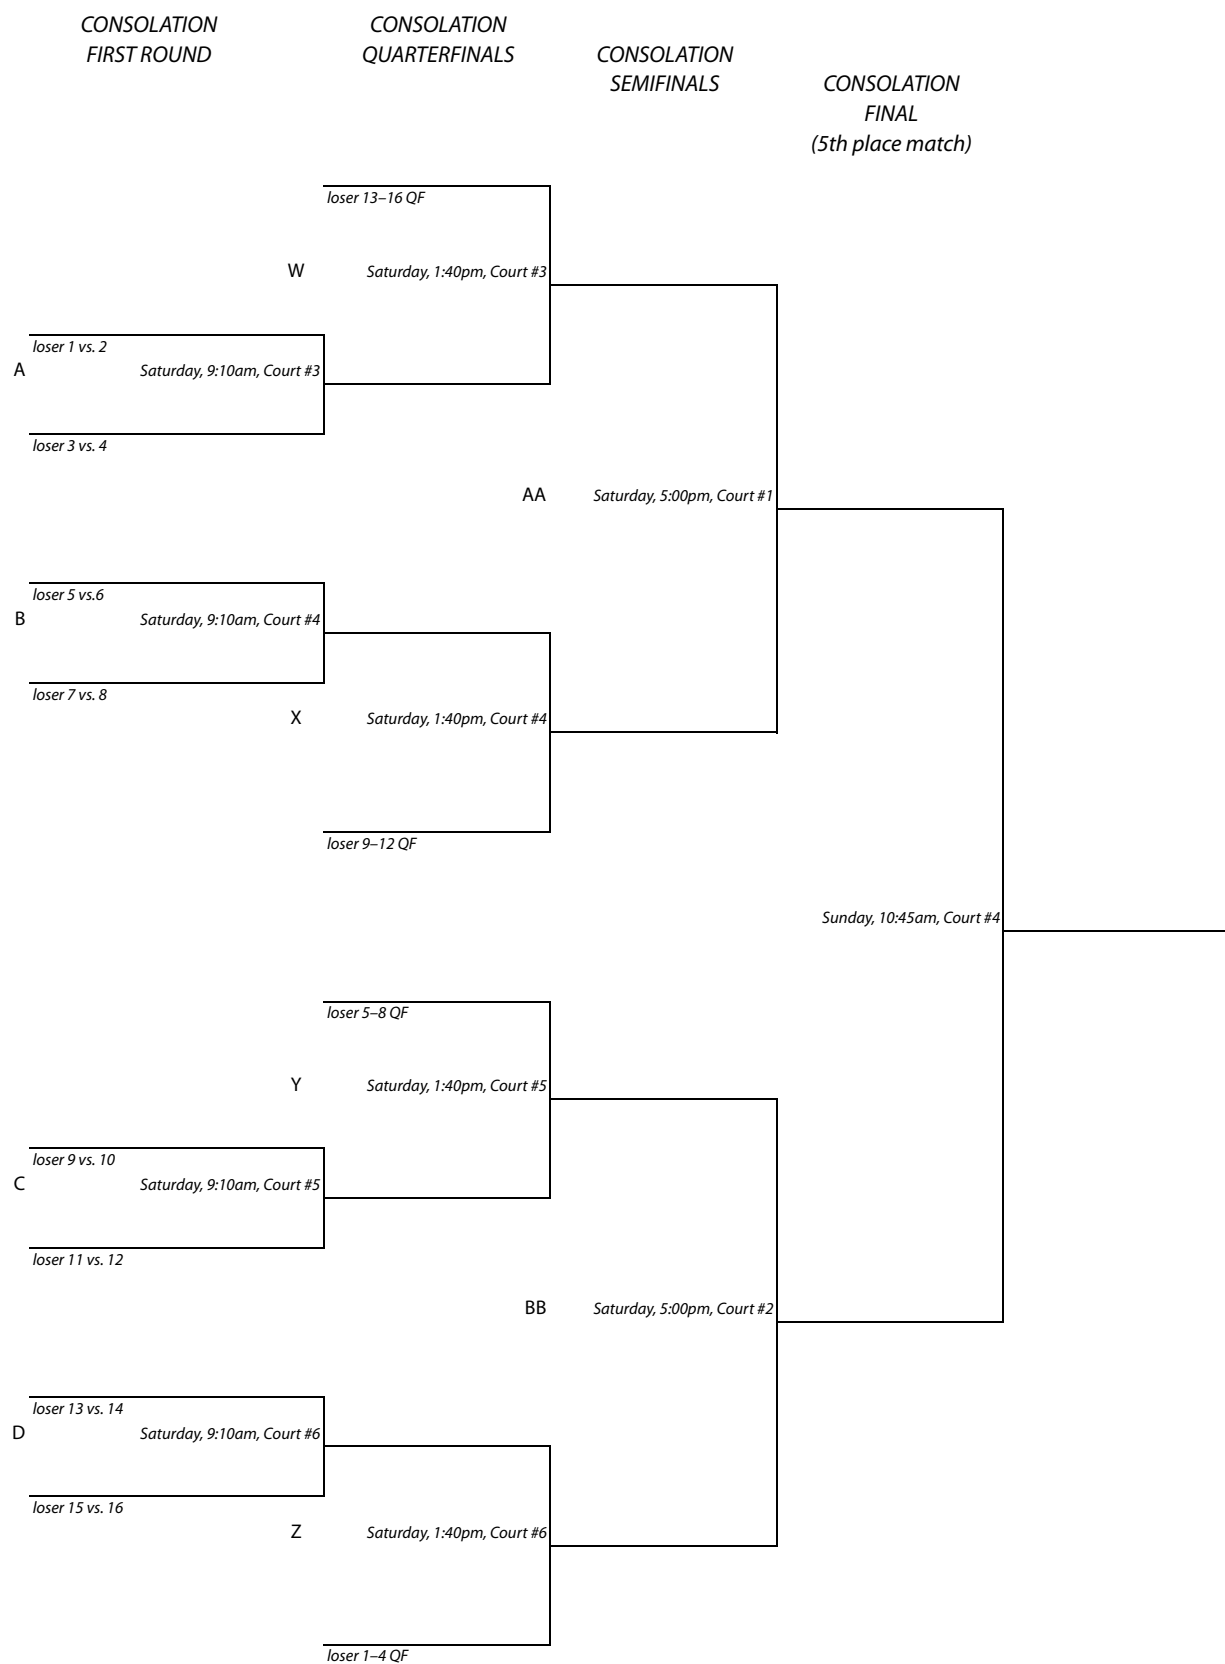 CONSOLATION
FIRST ROUND
CONSOLATION
QUARTERFINALS
CONSOLATION
SEMIFINALS
CONSOLATION
FINAL
(5th place match)
loser 13–16 QF
W
Saturday, 1:40pm, Court #3
loser 1 vs. 2
A
Saturday, 9:10am, Court #3
loser 3 vs. 4
AA
Saturday, 5:00pm, Court #1
loser 5 vs.6
B
Saturday, 9:10am, Court #4
loser 7 vs. 8
X
Saturday, 1:40pm, Court #4
loser 9–12 QF
Sunday, 10:45am, Court #4
loser 5–8 QF
Y
Saturday, 1:40pm, Court #5
loser 9 vs. 10
C
Saturday, 9:10am, Court #5
loser 11 vs. 12
BB
Saturday, 5:00pm, Court #2
loser 13 vs. 14
D
Saturday, 9:10am, Court #6
loser 15 vs. 16
Z
Saturday, 1:40pm, Court #6
loser 1–4 QF